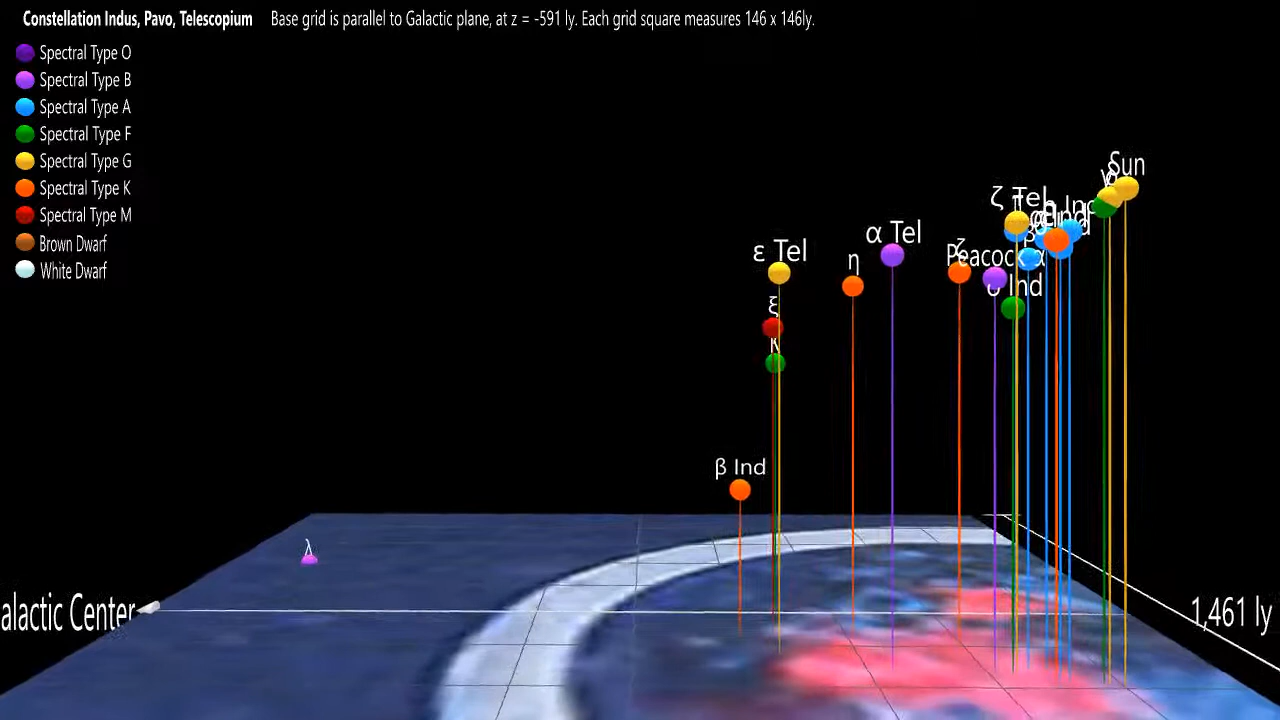 Constellation Indus, Pavo, Telescopium Base grid is parallel to Galactic plane, at z = -591 ly. Each grid square measures 146 x 146ly.
Spectral Type O
Spectral Type B
Spectral Type A
Spectral Type F
Spectral Type G
Spectral Type K
Spectral Type M
Brown Dwarf
White Dwarf
Sun
ζ Tel
α Tel
ε Tel
η
ζ
Peacock α
Ind
ξ
κ
β Ind
λ
alactic Center
1,461 ly